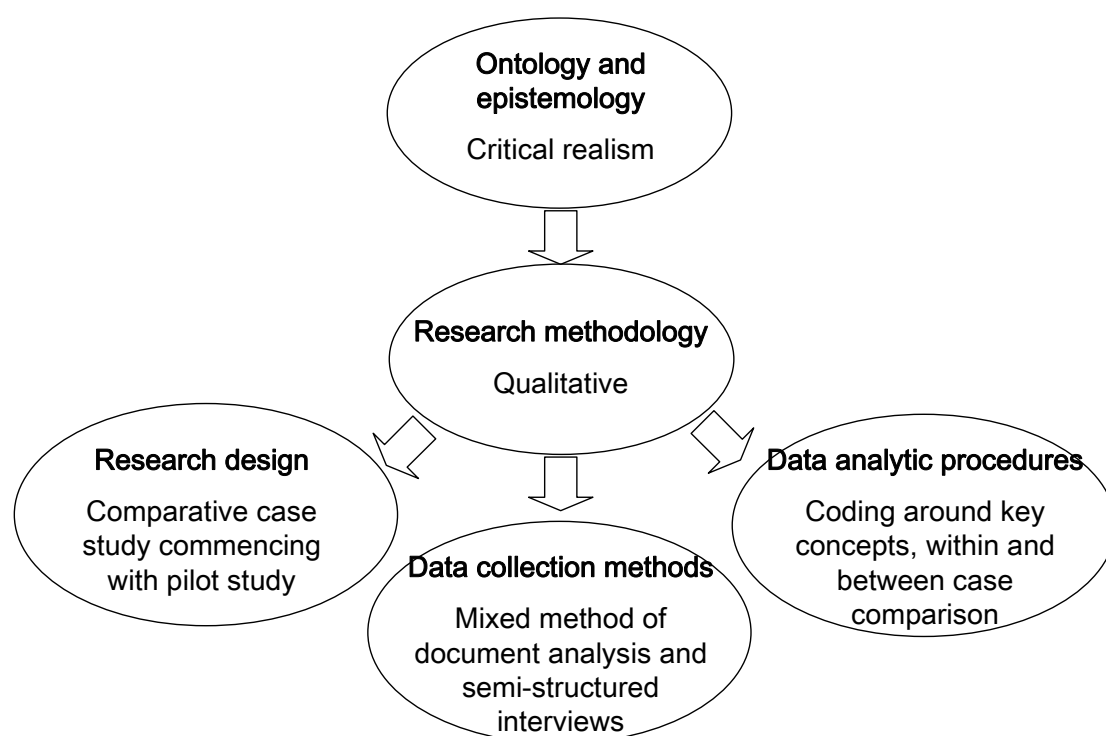 Ontology and
epistemology
Critical realism
Research methodology
Qualitative
Research design
Comparative case
study commencing
with pilot study
Data collection methods
Mixed method of
document analysis and
semi-structured
interviews
Data analytic procedures
Coding around key
concepts, within and
between case
comparison